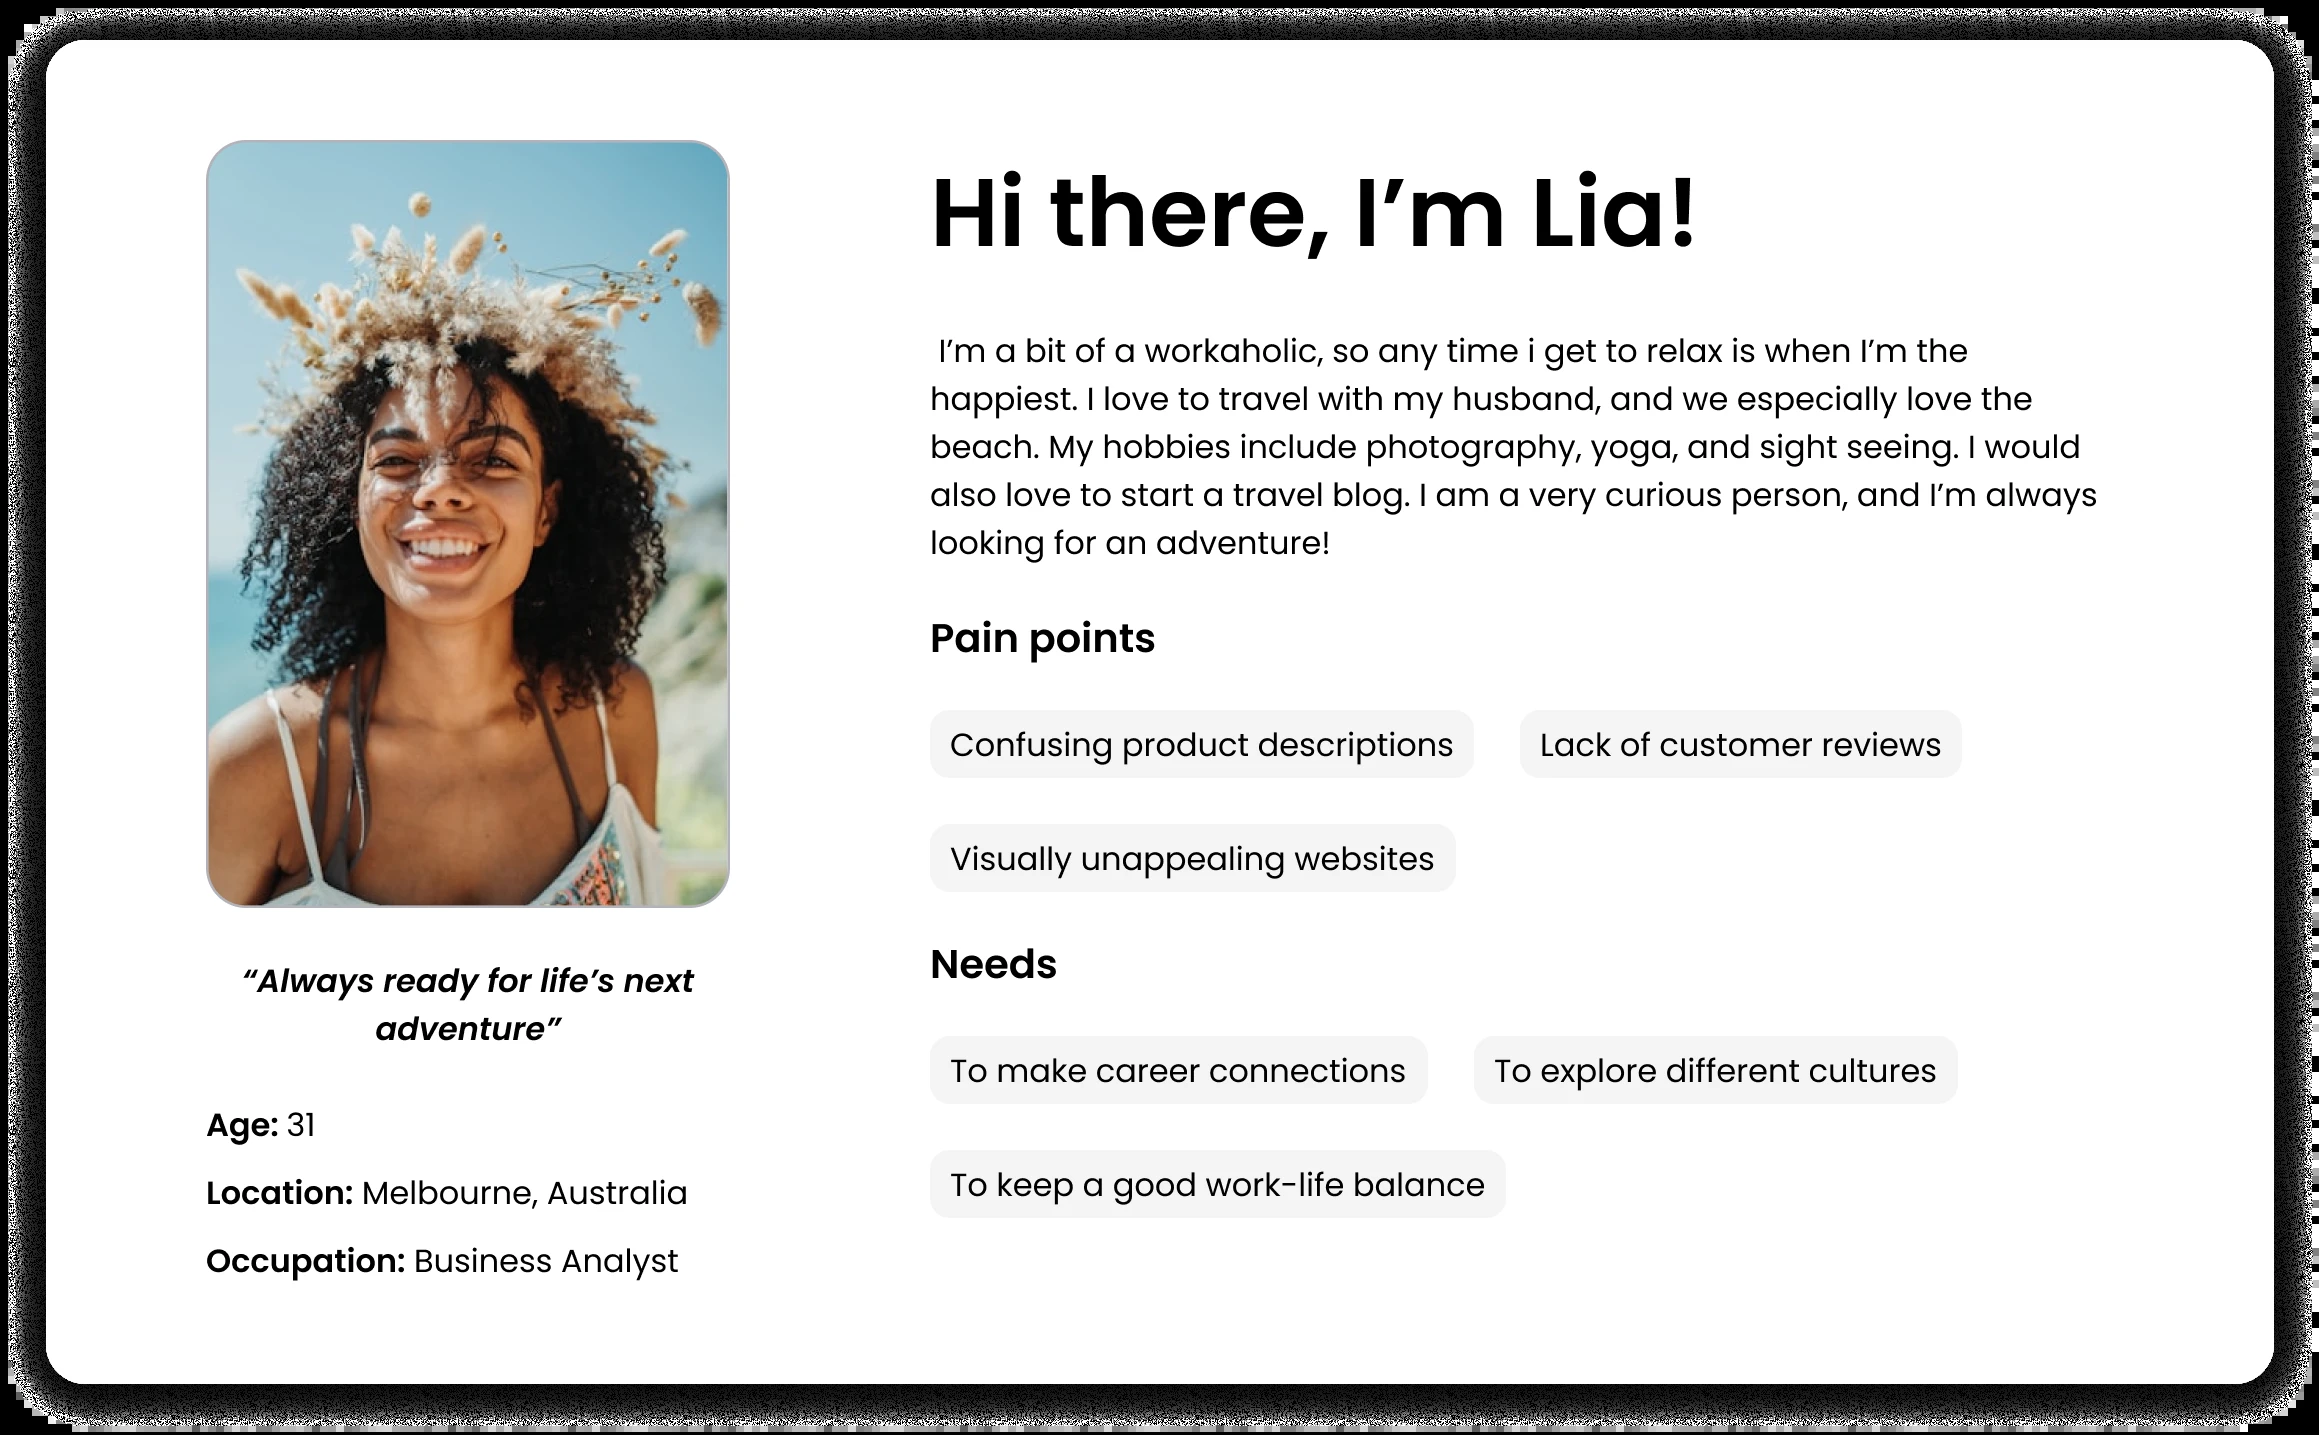 Hi there, I’m Lia!
I’m a bit of a workaholic, so any time i get to relax is when I’m the
happiest. I love to travel with my husband, and we especially love the
beach. My hobbies include photography, yoga, and sight seeing. I would
also love to start a travel blog. I am a very curious person, and I’m always
looking for an adventure!
Pain points
Confusing product descriptions
Lack of customer reviews
Visually unappealing websites
Needs
To make career connections
To explore different cultures
To keep a good work-life balance
“Always ready for life’s next
adventure”
Age: 31
Location: Melbourne, Australia
Occupation: Business Analyst